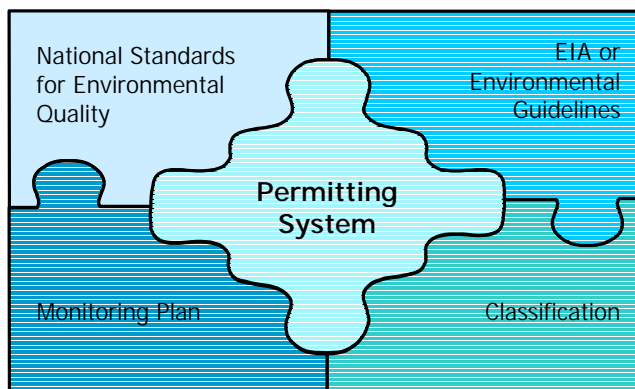 National Standards
for Environmental
Quality
EIA or
Environmental
Guidelines
Permitting
System
Monitoring Plan
Classification